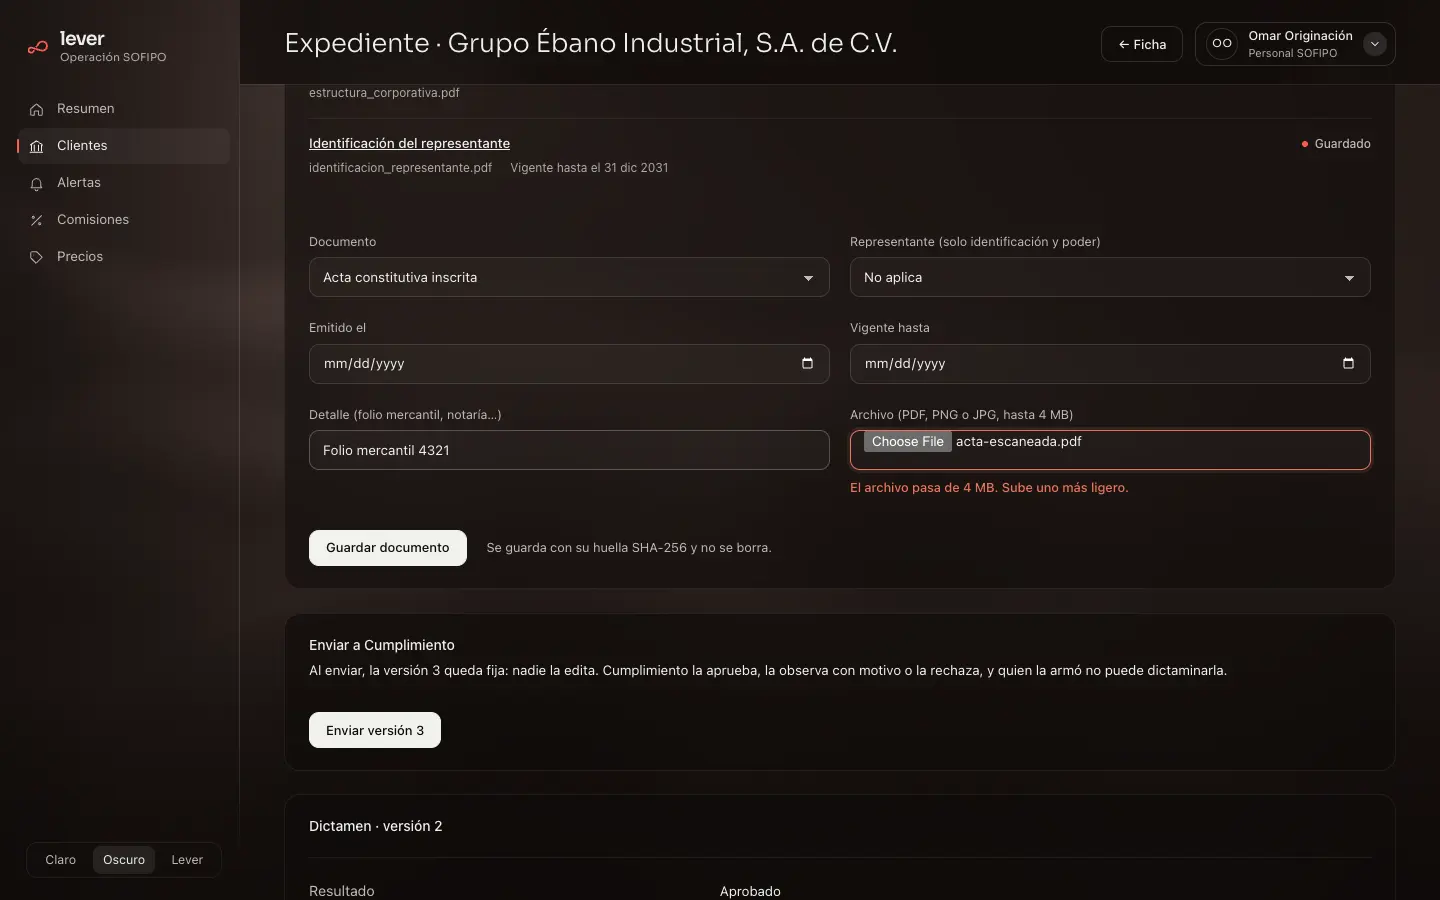 lever
Operación SOFIPO
Resumen
Clientes
Alertas
Comisiones
Precios
Claro
Oscuro
Lever
Expediente · Grupo Ébano Industrial, S.A. de C.V.
← Ficha
OO
Omar Originación
Personal SOFIPO
estructura_corporativa.pdf
Identificación del representante
Guardado
identificacion_representante.pdf Vigente hasta el 31 dic 2031
Documento
Acta constitutiva inscrita
Representante (solo identificación y poder)
No aplica
Emitido el
mm/dd/yyyy
Vigente hasta
mm/dd/yyyy
Detalle (folio mercantil, notaría...)
Folio mercantil 4321
Archivo (PDF, PNG o JPG, hasta 4 MB)
Choose File acta-escaneada.pdf
El archivo pasa de 4 MB. Sube uno más ligero.
Guardar documento
Se guarda con su huella SHA-256 y no se borra.
Enviar a Cumplimiento
Al enviar, la versión 3 queda fija: nadie la edita. Cumplimiento la aprueba, la observa con motivo o la rechaza, y quien la armó no puede dictaminarla.
Enviar versión 3
Dictamen · versión 2
Resultado
Aprobado